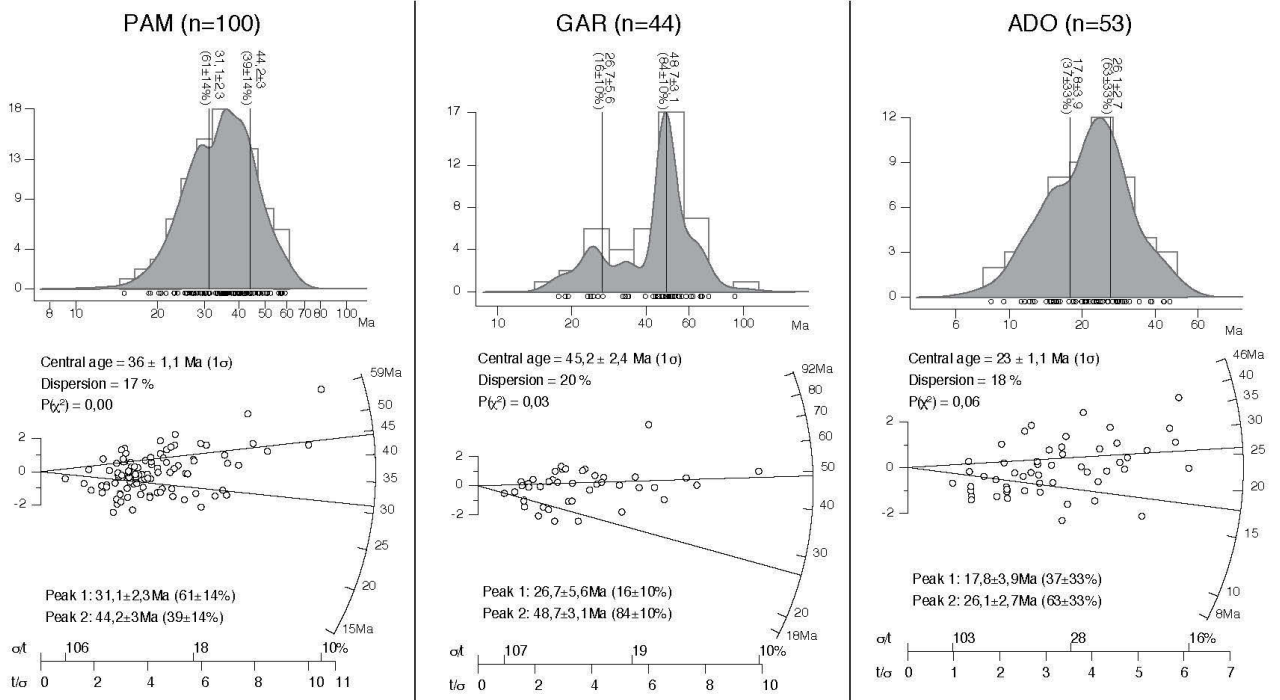 PAM (n=100)
31,1±2,3
(61±14%)
44,2±3
(39±14%)
18
13
9
4
0
8 10 20 30 40 50 60 70 80 100
Ma
Central age = 36 ± 1,1 Ma (1σ)
Dispersion = 17 %
P(χ²) = 0,00
2
0
-2
59Ma
50
45
40
35
30
25
20
15Ma
Peak 1: 31,1±2,3Ma (61±14%)
Peak 2: 44,2±3Ma (39±14%)
σ/t 106 18 10%
t/σ 0 2 4 6 8 10 11
GAR (n=44)
26,7±5,6
(16±10%)
48,7±3,1
(84±10%)
17
12
8
4
0
10 20 40 60 100
Ma
Central age = 45,2 ± 2,4 Ma (1σ)
Dispersion = 20 %
P(χ²) = 0,03
2
0
-2
92Ma
80
70
60
50
40
30
20
18Ma
Peak 1: 26,7±5,6Ma (16±10%)
Peak 2: 48,7±3,1Ma (84±10%)
σ/t 107 19 10%
t/σ 0 2 4 6 8 10
ADO (n=53)
17,8±3,9
(37±33%)
26,1±2,7
(63±33%)
12
9
6
3
0
6 10 20 40 60
Ma
Central age = 23 ± 1,1 Ma (1σ)
Dispersion = 18 %
P(χ²) = 0,06
2
0
-2
46Ma
40
35
30
25
20
15
10
8Ma
Peak 1: 17,8±3,9Ma (37±33%)
Peak 2: 26,1±2,7Ma (63±33%)
σ/t 103 28 16%
t/σ 0 1 2 3 4 5 6 7